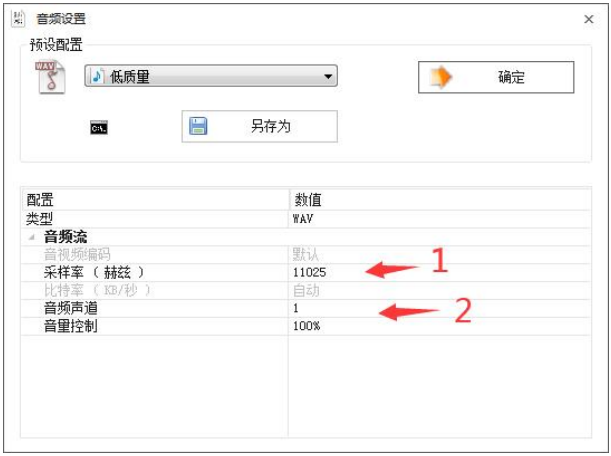 音频设置
预设配置
WAV
低质量
确定
C:\.
另存为
配置 数值
类型 WAV
音频流
音视频编码 默认
采样率 ( 赫兹 ) 11025
1
比特率 ( KB/秒 ) 自动
音频声道 1
2
音量控制 100%